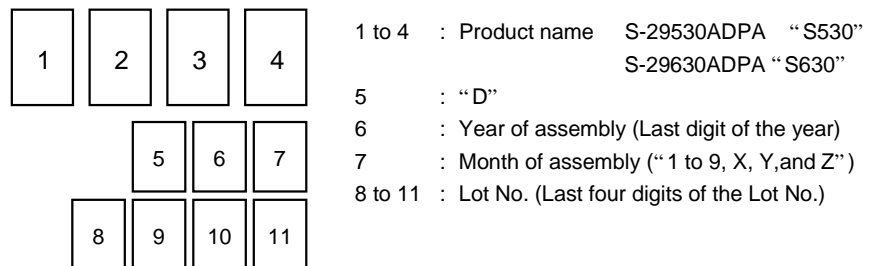 1 2 3 4
5 6 7
8 9 10 11
1 to 4 : Product name S-29530ADPA “S530”
S-29630ADPA “S630”
5 : “D”
6 : Year of assembly (Last digit of the year)
7 : Month of assembly (“1 to 9, X, Y,and Z”)
8 to 11 : Lot No. (Last four digits of the Lot No.)